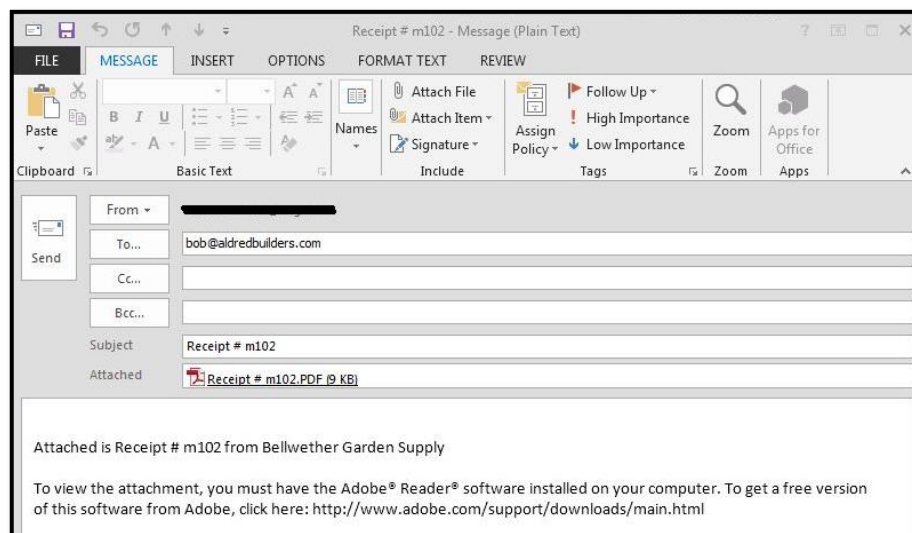 Receipt # m102 - Message (Plain Text)
FILE MESSAGE INSERT OPTIONS FORMAT TEXT REVIEW
Paste
Clipboard
B I U
Basic Text
Names
Attach File
Attach Item
Signature
Include
Assign
Policy
Follow Up
High Importance
Low Importance
Tags
Zoom
Zoom
Apps for
Office
Apps
Send
From
To... bob@aldredbuilders.com
Cc...
Bcc...
Subject Receipt # m102
Attached Receipt # m102.PDF (9 KB)
Attached is Receipt # m102 from Bellwether Garden Supply
To view the attachment, you must have the Adobe® Reader® software installed on your computer. To get a free version
of this software from Adobe, click here: http://www.adobe.com/support/downloads/main.html